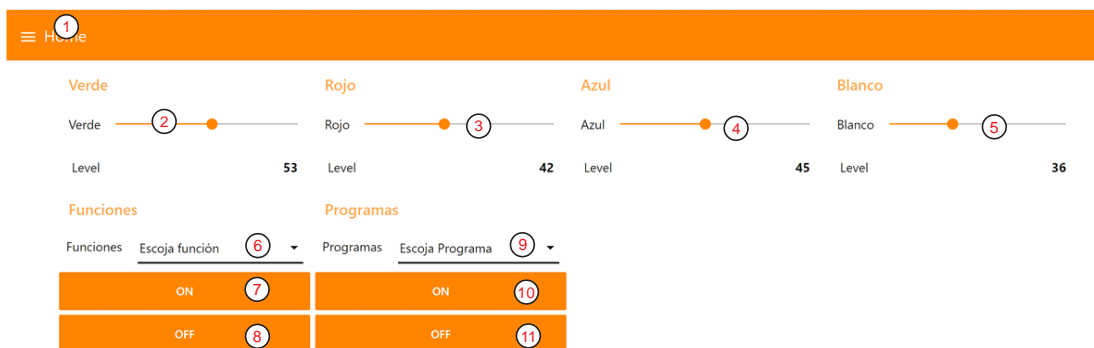 ☰ Home
1
Verde Rojo Azul Blanco
Verde 2 Rojo 3 Azul 4 Blanco 5
Level 53 Level 42 Level 45 Level 36
Funciones Programas
Funciones Escoja función 6 Programas Escoja Programa 9
ON 7 ON 10
OFF 8 OFF 11